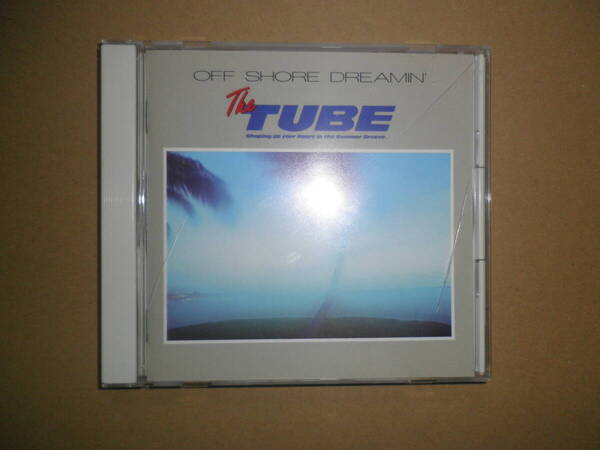 OFF SHORE DREAMIN'
The
TUBE
Shaping up your heart in the Summer Breeze.